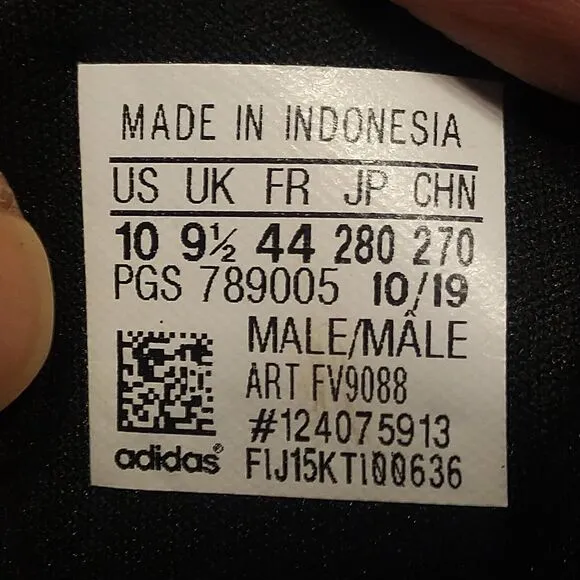 MADE IN INDONESIA
US UK FR JP CHN
10 9½ 44 280 270
PGS 789005 10/19
MALE/MÂLE
ART FV9088
#124075913
adidas® F1J15KT100636